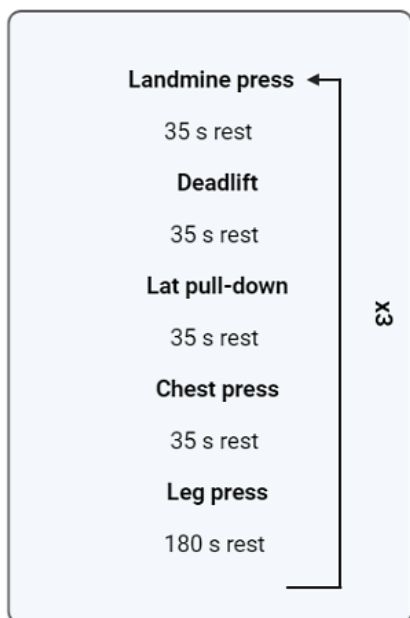 Landmine press
35 s rest
Deadlift
35 s rest
Lat pull-down
35 s rest
Chest press
35 s rest
Leg press
180 s rest
x3